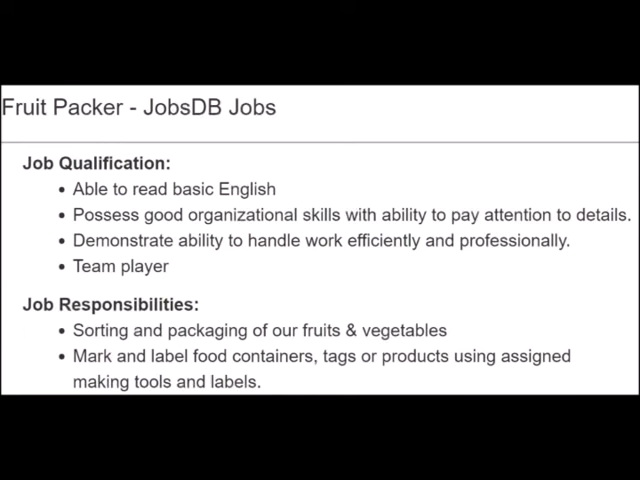 Fruit Packer - JobsDB Jobs
Job Qualification:
• Able to read basic English
• Possess good organizational skills with ability to pay attention to details.
• Demonstrate ability to handle work efficiently and professionally.
• Team player
Job Responsibilities:
• Sorting and packaging of our fruits & vegetables
• Mark and label food containers, tags or products using assigned
making tools and labels.